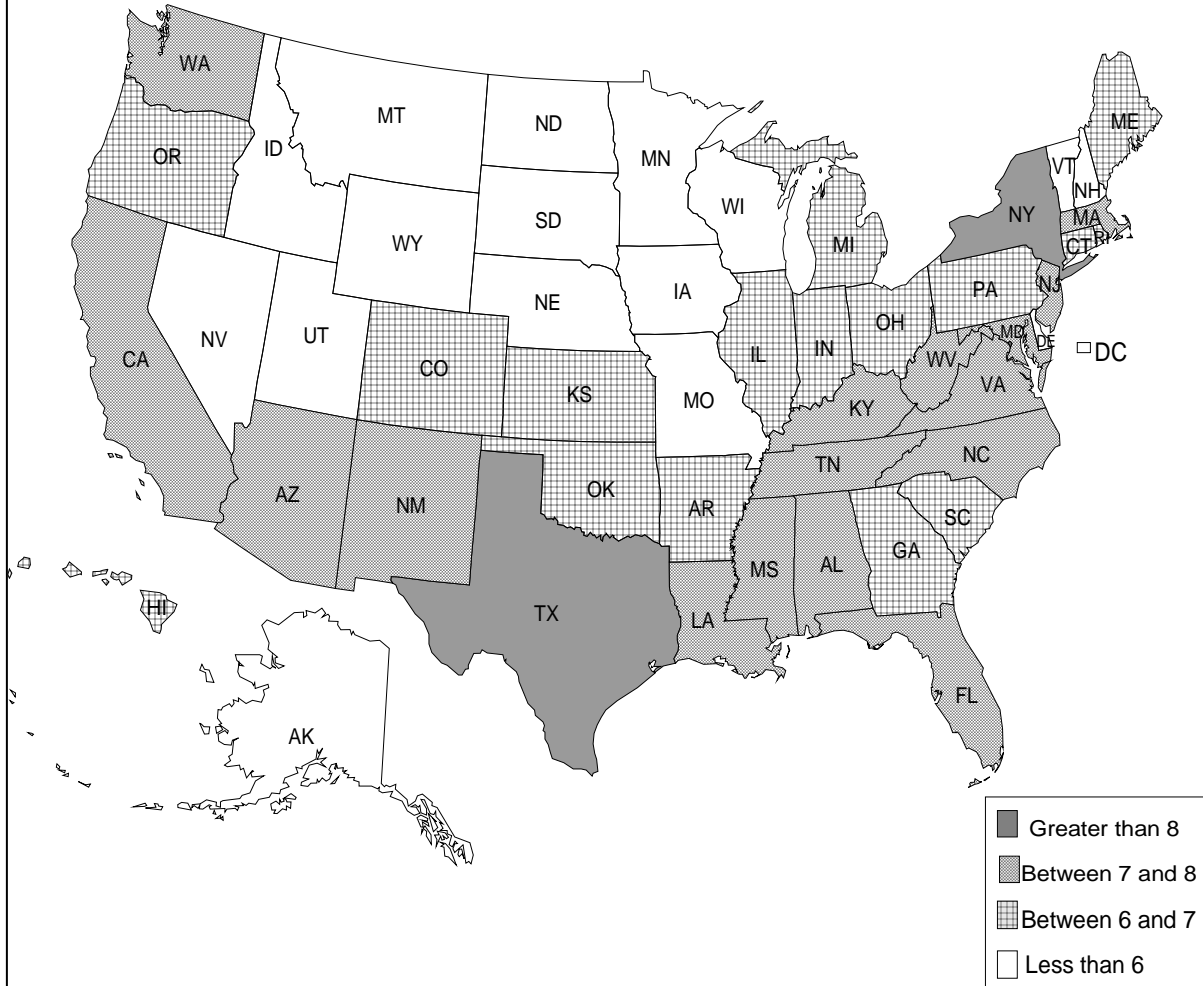 WA
MT
ND
ME
OR
ID
MN
VT
NH
WI
SD
NY
MA
WY
MI
CT
RI
IA
PA
NE
NJ
OH
NV
UT
IL
IN
MD
DE
DC
CA
CO
WV
KS
VA
MO
KY
NC
TN
AZ
OK
NM
AR
SC
GA
MS
AL
HI
TX
LA
FL
AK
Greater than 8
Between 7 and 8
Between 6 and 7
Less than 6